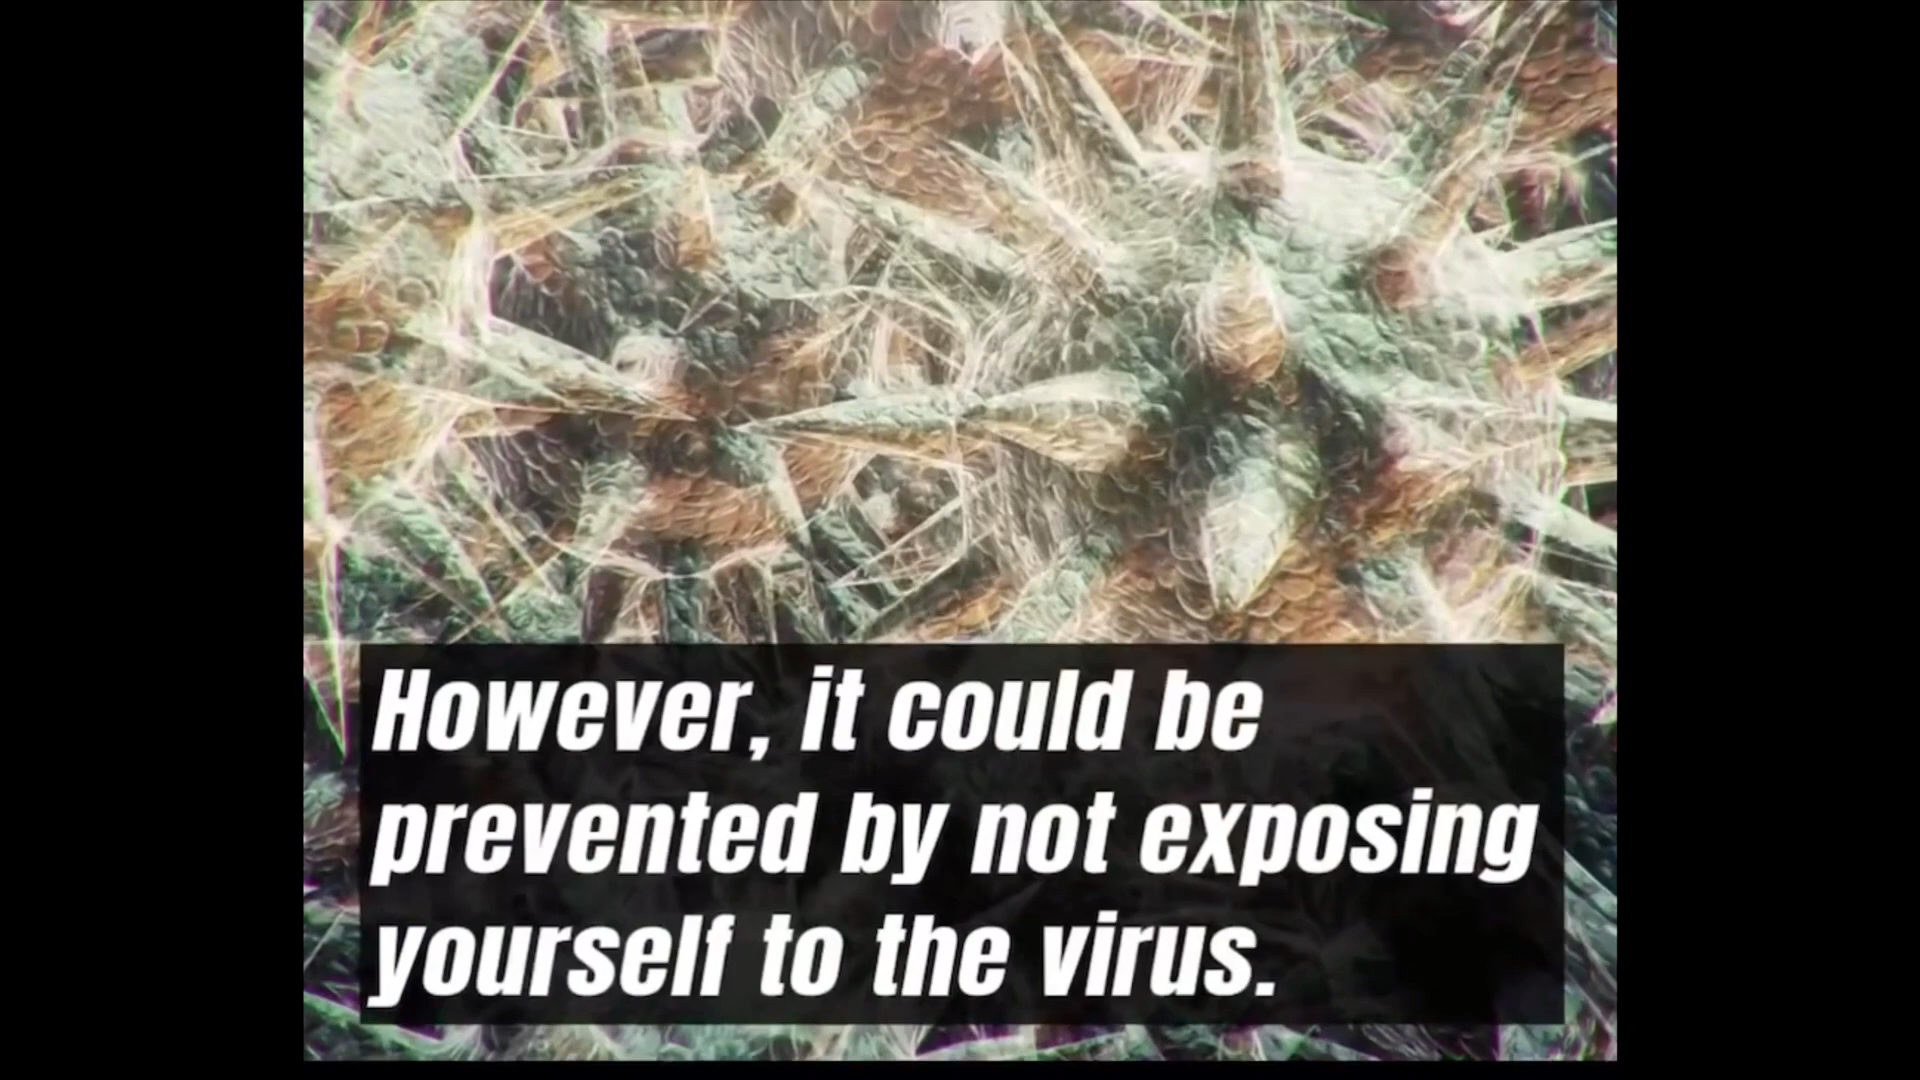 However, it could be
prevented by not exposing
yourself to the virus.